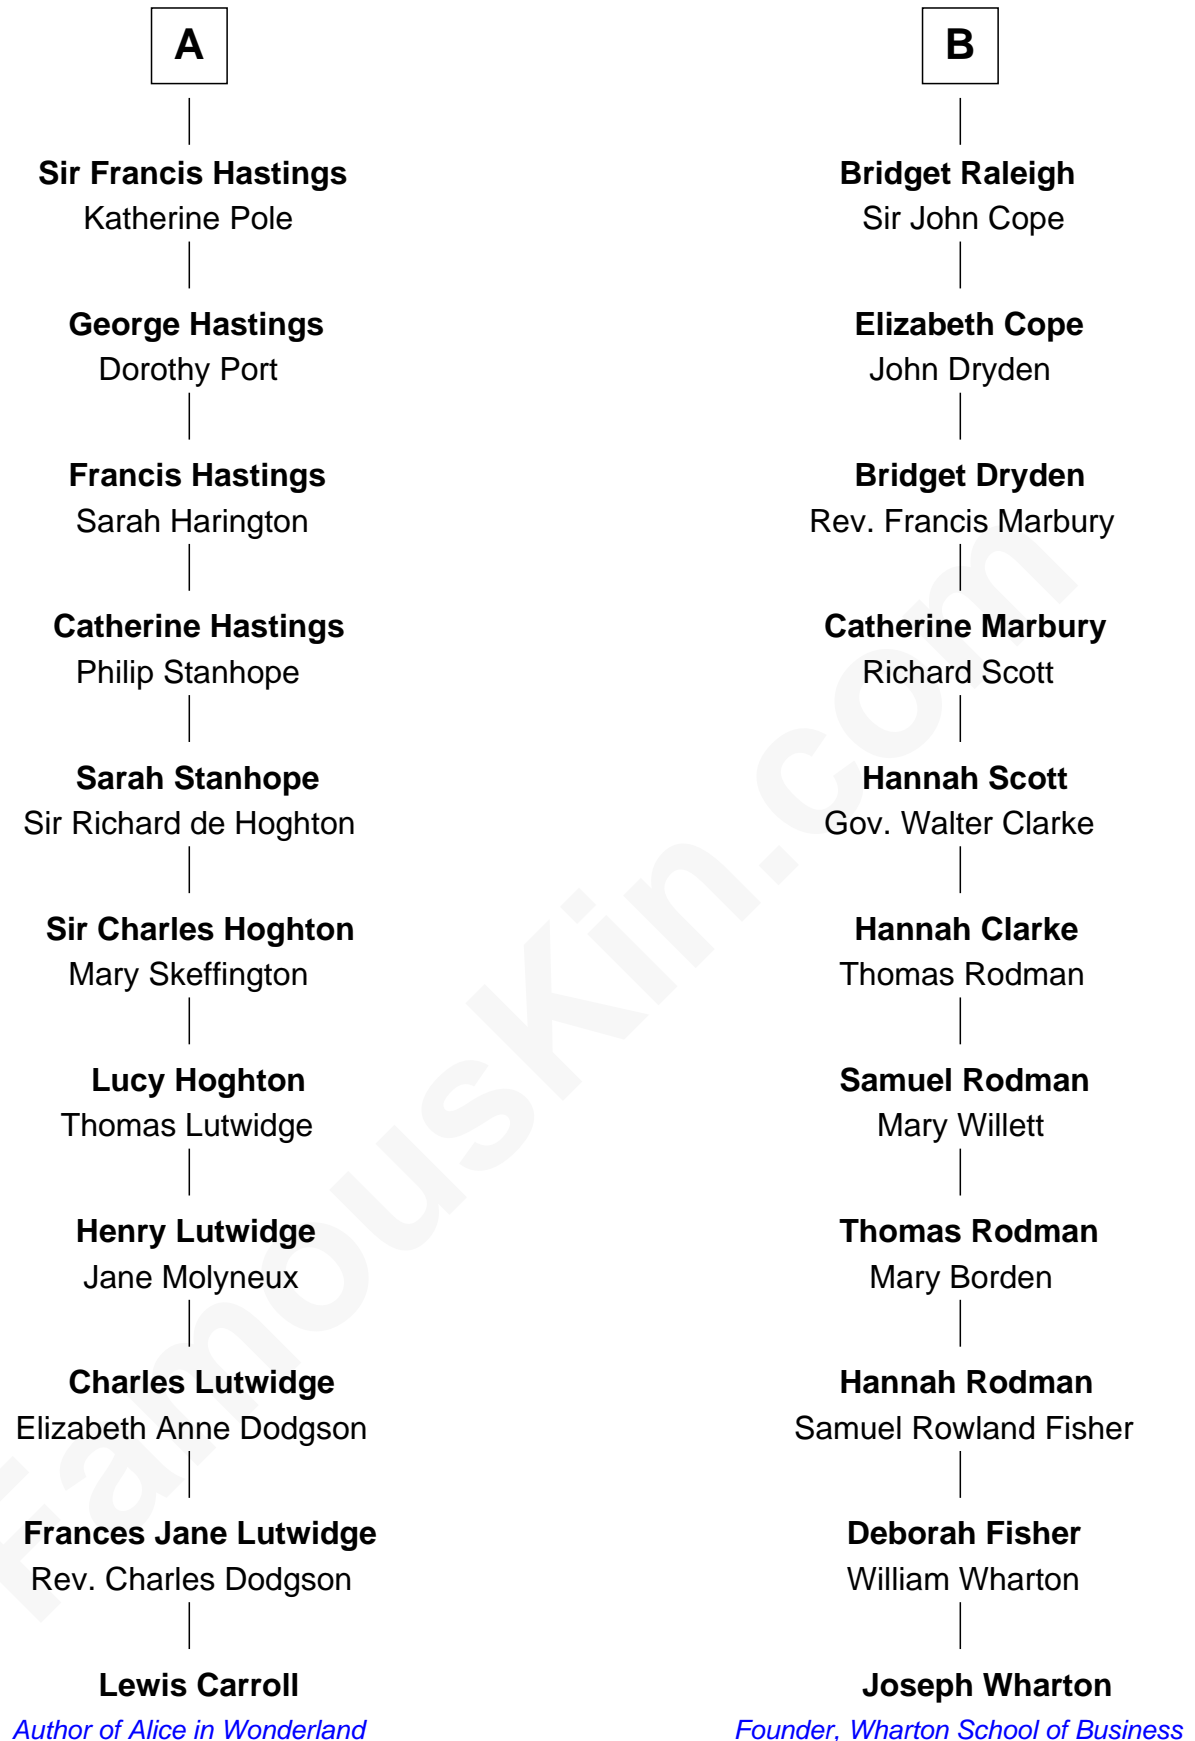 A
Sir Francis Hastings
Katherine Pole
George Hastings
Dorothy Port
Francis Hastings
Sarah Harington
Catherine Hastings
Philip Stanhope
Sarah Stanhope
Sir Richard de Hoghton
Sir Charles Hoghton
Mary Skeffington
Lucy Hoghton
Thomas Lutwidge
Henry Lutwidge
Jane Molyneux
Charles Lutwidge
Elizabeth Anne Dodgson
Frances Jane Lutwidge
Rev. Charles Dodgson
Lewis Carroll
Author of Alice in Wonderland
B
Bridget Raleigh
Sir John Cope
Elizabeth Cope
John Dryden
Bridget Dryden
Rev. Francis Marbury
Catherine Marbury
Richard Scott
Hannah Scott
Gov. Walter Clarke
Hannah Clarke
Thomas Rodman
Samuel Rodman
Mary Willett
Thomas Rodman
Mary Borden
Hannah Rodman
Samuel Rowland Fisher
Deborah Fisher
William Wharton
Joseph Wharton
Founder, Wharton School of Business
FamousKin.com